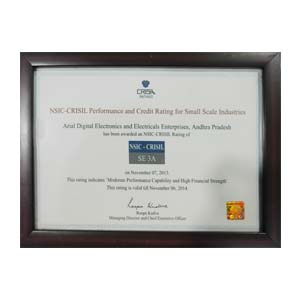 CRISIL
RATINGS
NSIC-CRISIL Performance and Credit Rating for Small Scale Industries
Arial Digital Electronics and Electricals Enterprises, Andhra Pradesh
has been awarded an NSIC-CRISIL Rating of
NSIC - CRISIL
SE 3A
on November 07, 2013
This rating indicates 'Moderate Performance Capability and High Financial Strength'.
This rating is valid till November 06, 2014
Managing Director and Chief Executive Officer